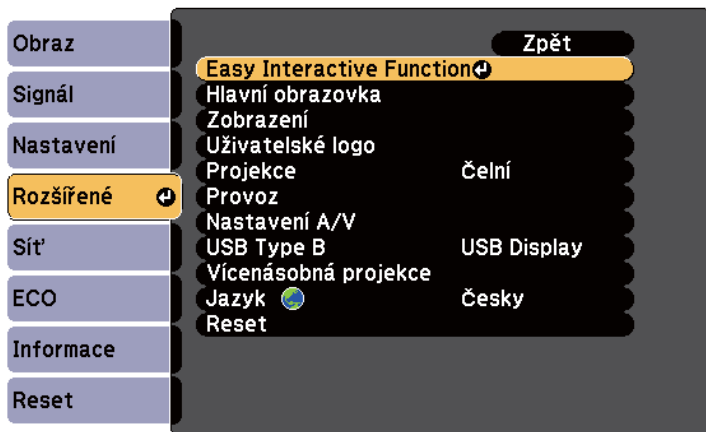 Obraz
Signál
Nastavení
Rozšířené
Síť
ECO
Informace
Reset
Zpět
Easy Interactive Function
Hlavní obrazovka
Zobrazení
Uživatelské logo
Projekce Čelní
Provoz
Nastavení A/V
USB Type B USB Display
Vícenásobná projekce
Jazyk Česky
Reset